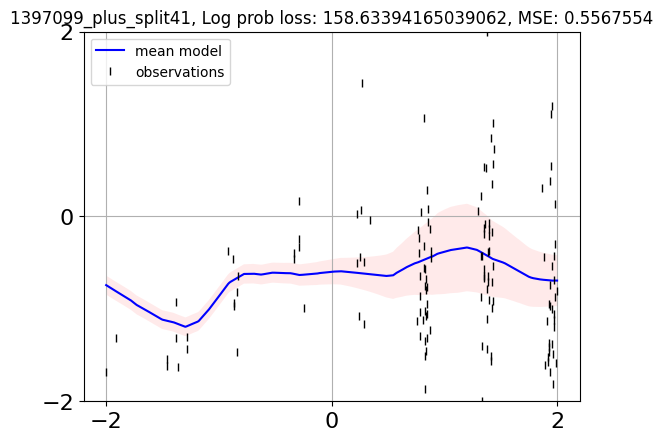 1397099_plus_split41, Log prob loss: 158.63394165039062, MSE: 0.5567554
2
mean model
observations
0
−2
−2
0
2